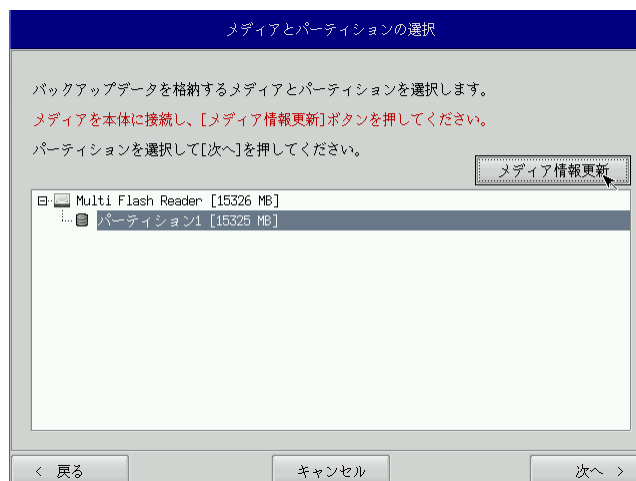 メディアとパーティションの選択
バックアップデータを格納するメディアとパーティションを選択します。
メディアを本体に接続し、[メディア情報更新]ボタンを押してください。
パーティションを選択して[次へ]を押してください。
メディア情報更新
Multi Flash Reader [15326 MB]
パーティション1 [15325 MB]
< 戻る
キャンセル
次へ >